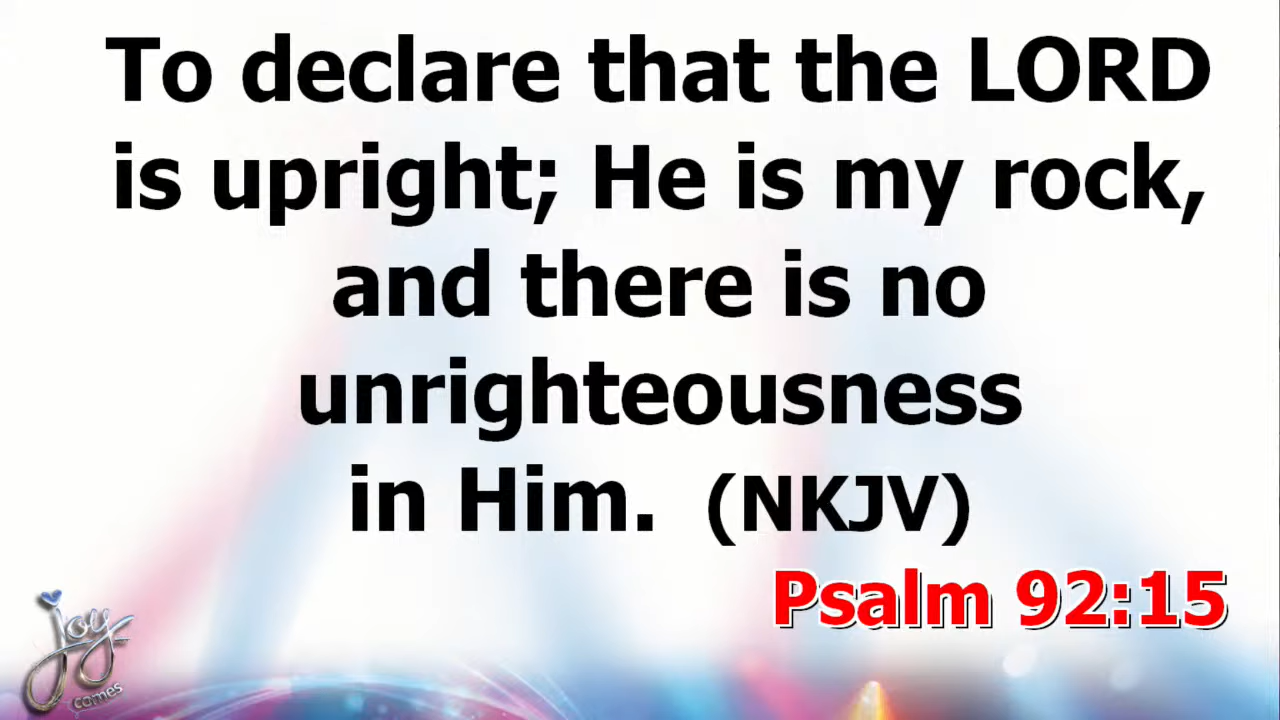 To declare that the LORD
is upright; He is my rock,
and there is no
unrighteousness
in Him. (NKJV)
Psalm 92:15
Joy
comes